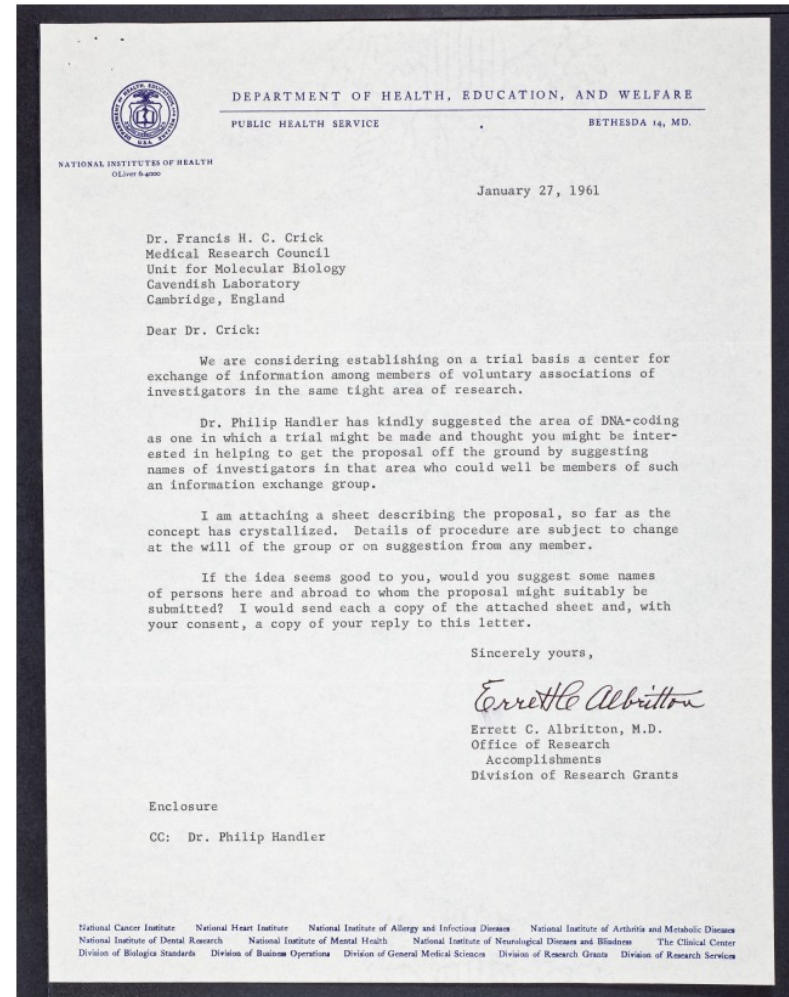 DEPARTMENT OF HEALTH, EDUCATION, AND WELFARE
PUBLIC HEALTH SERVICE BETHESDA 14, MD.
DEPARTMENT OF HEALTH, EDUCATION, AND WELFARE
U.S.A.
NATIONAL INSTITUTES OF HEALTH
OLiver 6-4000
January 27, 1961
Dr. Francis H. C. Crick
Medical Research Council
Unit for Molecular Biology
Cavendish Laboratory
Cambridge, England
Dear Dr. Crick:
We are considering establishing on a trial basis a center for
exchange of information among members of voluntary associations of
investigators in the same tight area of research.
Dr. Philip Handler has kindly suggested the area of DNA-coding
as one in which a trial might be made and thought you might be inter-
ested in helping to get the proposal off the ground by suggesting
names of investigators in that area who could well be members of such
an information exchange group.
I am attaching a sheet describing the proposal, so far as the
concept has crystallized. Details of procedure are subject to change
at the will of the group or on suggestion from any member.
If the idea seems good to you, would you suggest some names
of persons here and abroad to whom the proposal might suitably be
submitted? I would send each a copy of the attached sheet and, with
your consent, a copy of your reply to this letter.
Sincerely yours,
Errett C Albritton
Errett C. Albritton, M.D.
Office of Research
Accomplishments
Division of Research Grants
Enclosure
CC: Dr. Philip Handler
National Cancer Institute National Heart Institute National Institute of Allergy and Infectious Diseases National Institute of Arthritis and Metabolic Diseases
National Institute of Dental Research National Institute of Mental Health National Institute of Neurological Diseases and Blindness The Clinical Center
Division of Biologics Standards Division of Business Operations Division of General Medical Sciences Division of Research Grants Division of Research Services